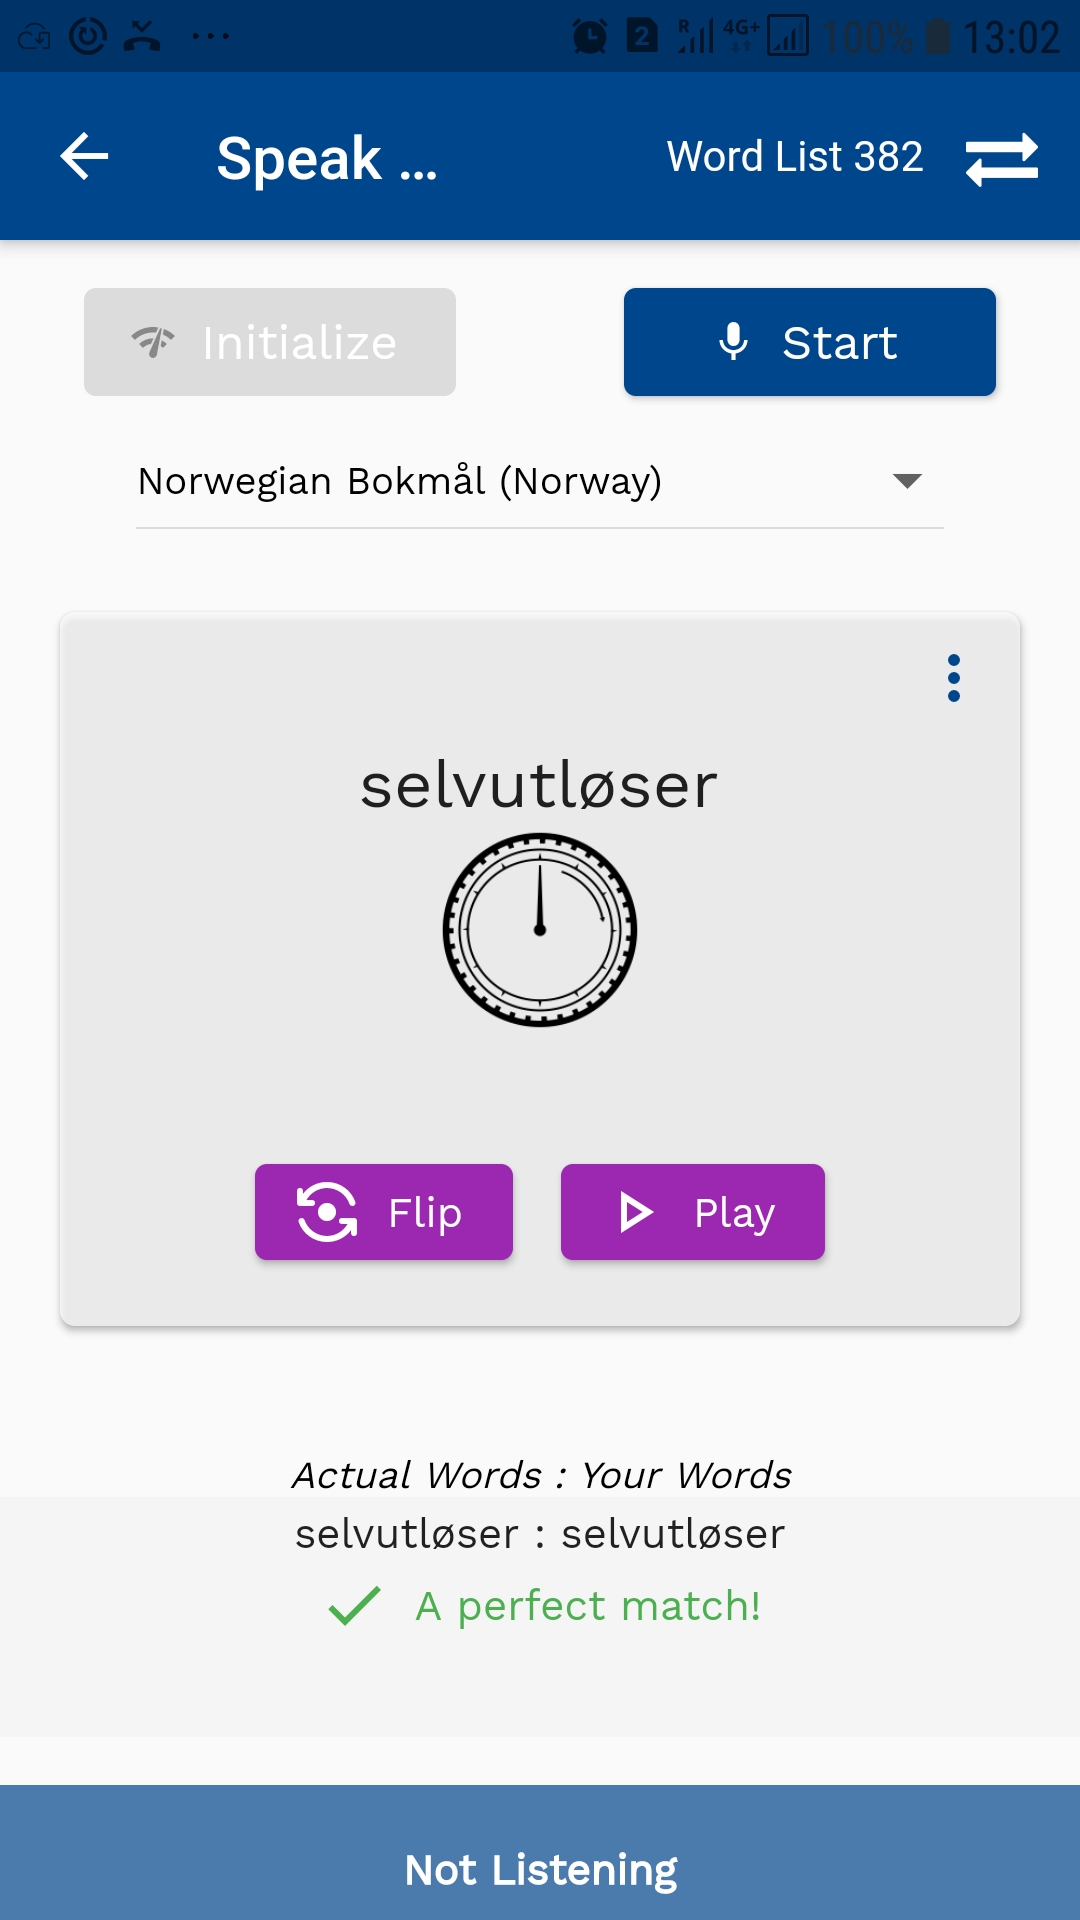 2 R 4G+ 100% 13:02
Speak ... Word List 382
Initialize Start
Norwegian Bokmål (Norway)
selvutløser
Flip Play
Actual Words : Your Words
selvutløser : selvutløser
A perfect match!
Not Listening